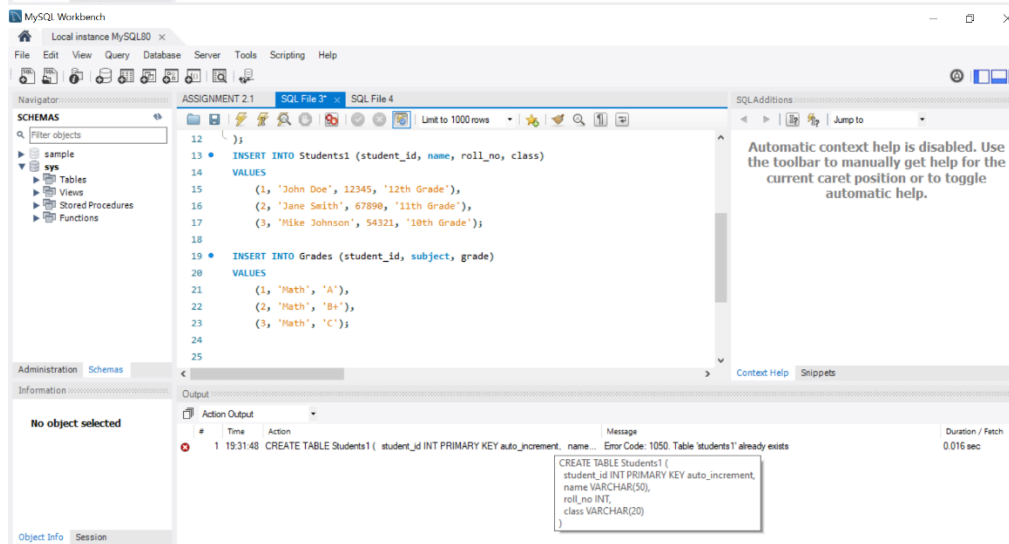 MySQL Workbench
Local instance MySQL80
File Edit View Query Database Server Tools Scripting Help
Navigator
SCHEMAS
Filter objects
sample
sys
Tables
Views
Stored Procedures
Functions
Administration Schemas
Information
No object selected
Object Info Session
ASSIGNMENT 2.1 SQL File 3* SQL File 4
Limit to 1000 rows
12 );
13 INSERT INTO Students1 (student_id, name, roll_no, class)
14 VALUES
15 (1, 'John Doe', 12345, '12th Grade'),
16 (2, 'Jane Smith', 67890, '11th Grade'),
17 (3, 'Mike Johnson', 54321, '10th Grade');
18
19 INSERT INTO Grades (student_id, subject, grade)
20 VALUES
21 (1, 'Math', 'A'),
22 (2, 'Math', 'B+'),
23 (3, 'Math', 'C');
24
25
SQLAdditions
Jump to
Automatic context help is disabled. Use
the toolbar to manually get help for the
current caret position or to toggle
automatic help.
Context Help Snippets
Output
Action Output
# Time Action Message Duration / Fetch
1 19:31:48 CREATE TABLE Students1 ( student_id INT PRIMARY KEY auto_increment, name... Error Code: 1050. Table 'students1' already exists 0.016 sec
CREATE TABLE Students1 (
student_id INT PRIMARY KEY auto_increment,
name VARCHAR(50),
roll_no INT,
class VARCHAR(20)
)